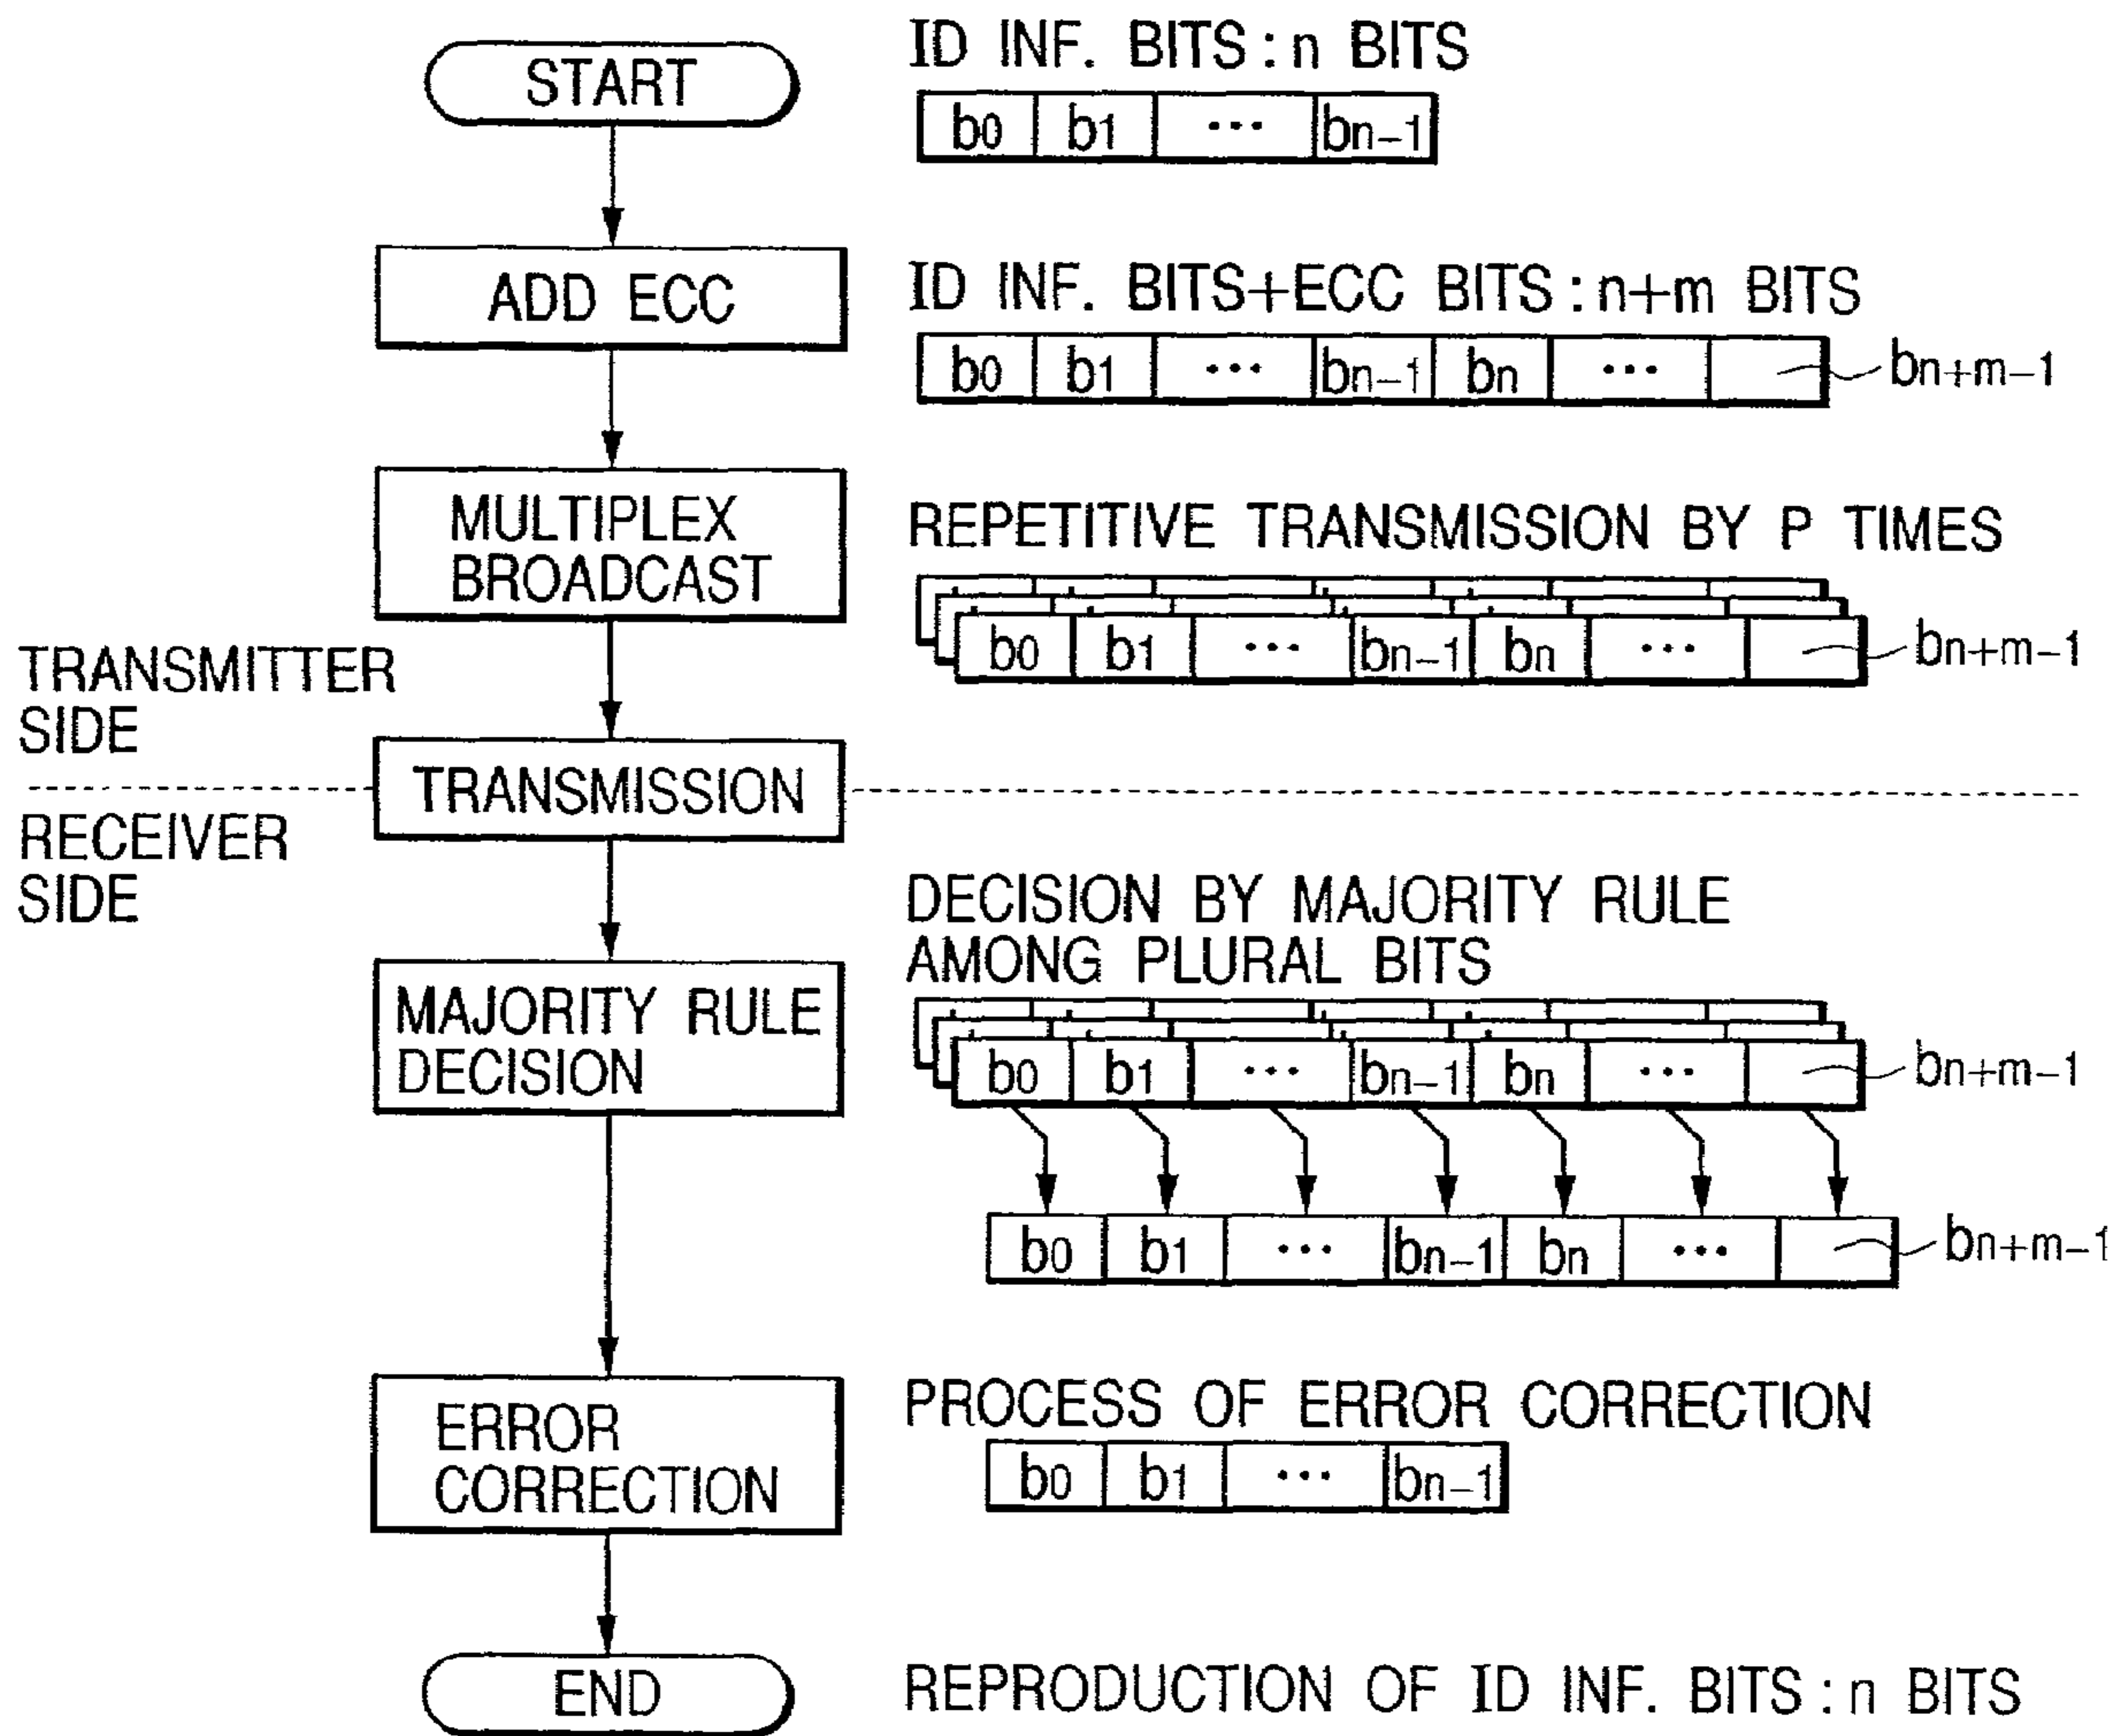 START
ID INF. BITS : n BITS
b0 b1 ... bn-1
ADD ECC
ID INF. BITS+ECC BITS : n+m BITS
b0 b1 ... bn-1 bn ... bn+m-1
MULTIPLEX
BROADCAST
REPETITIVE TRANSMISSION BY P TIMES
b0 b1 ... bn-1 bn ... bn+m-1
TRANSMITTER
SIDE
TRANSMISSION
RECEIVER
SIDE
MAJORITY RULE
DECISION
DECISION BY MAJORITY RULE
AMONG PLURAL BITS
b0 b1 ... bn-1 bn ... bn+m-1
b0 b1 ... bn-1 bn ... bn+m-1
ERROR
CORRECTION
PROCESS OF ERROR CORRECTION
b0 b1 ... bn-1
END
REPRODUCTION OF ID INF. BITS : n BITS